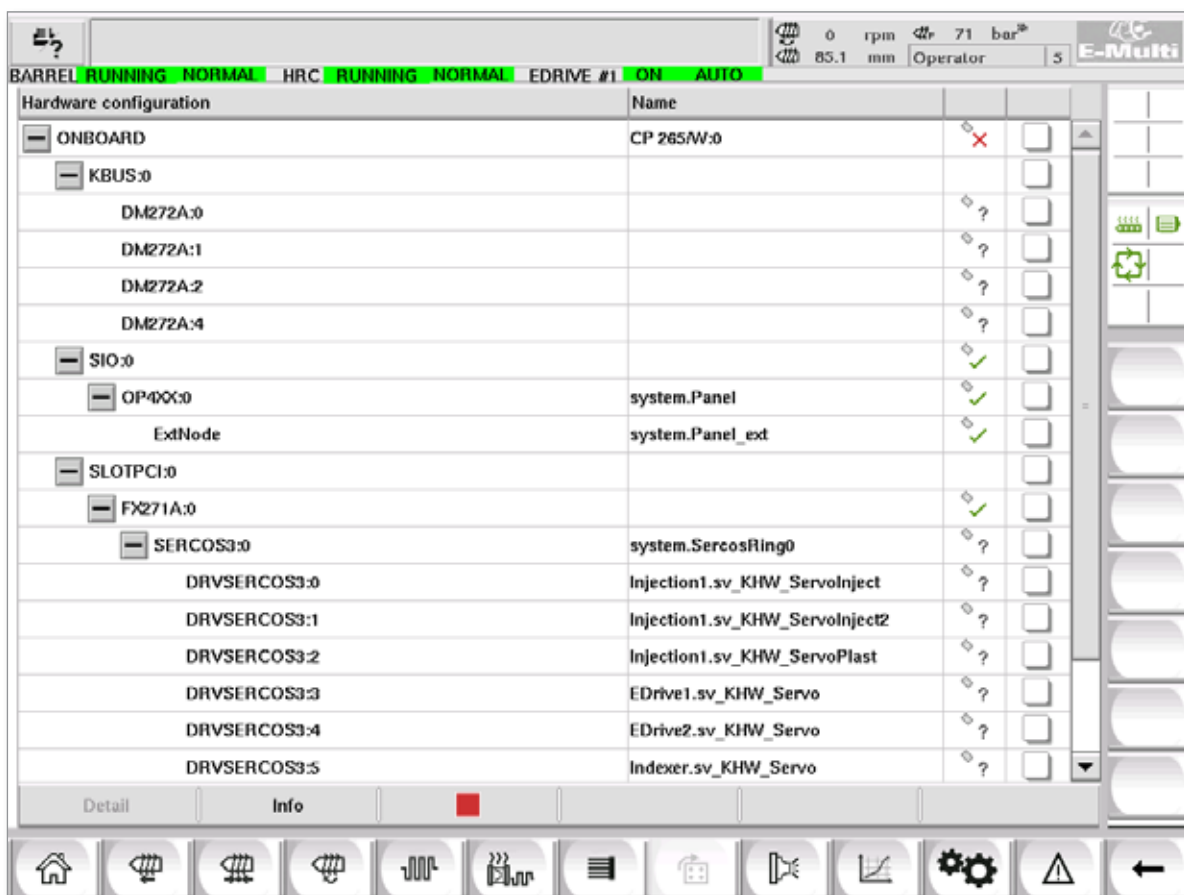 0 rpm 71 bar
E-Multi
85.1 mm Operator 5
BARREL RUNNING NORMAL HRC RUNNING NORMAL EDRIVE #1 ON AUTO
Hardware configuration Name
ONBOARD CP 265/W:0
KBUS:0
DM272A:0
DM272A:1
DM272A:2
DM272A:4
SIO:0
OP4XX:0 system.Panel
ExtNode system.Panel_ext
SLOTPCI:0
FX271A:0
SERCOS3:0 system.SercosRing0
DRVSERCOS3:0 Injection1.sv_KHW_ServoInject
DRVSERCOS3:1 Injection1.sv_KHW_ServoInject2
DRVSERCOS3:2 Injection1.sv_KHW_ServoPlast
DRVSERCOS3:3 EDrive1.sv_KHW_Servo
DRVSERCOS3:4 EDrive2.sv_KHW_Servo
DRVSERCOS3:5 Indexer.sv_KHW_Servo
Detail Info